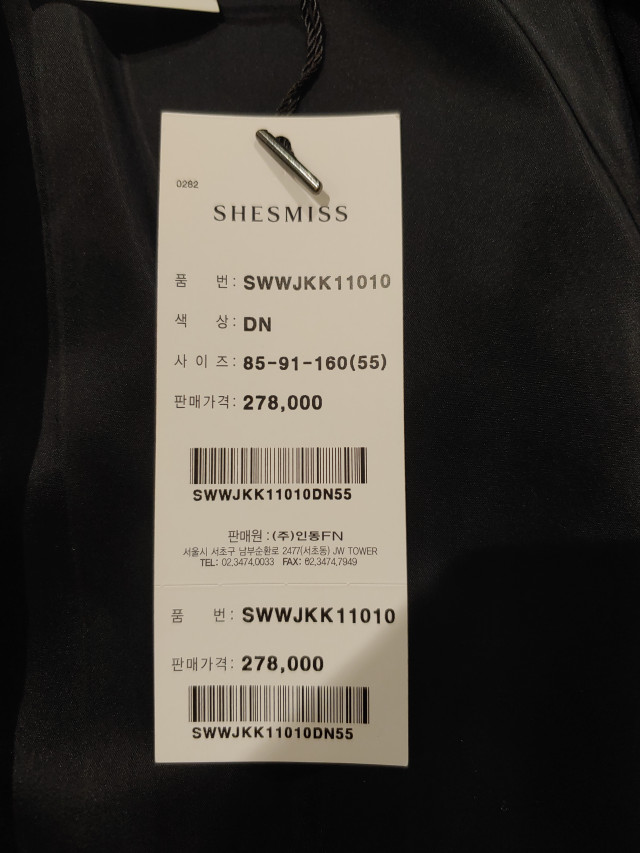 0262
SHESMISS
품 번: SWWJKK11010
색 상: DN
사이즈: 85-91-160(55)
판매가격: 278,000
SWWJKK11010DN55
판매원 : (주)인동FN
서울시 서초구 남부순환로 2477(서초동) JW TOWER
TEL: 02.3474.0033 FAX: 02.3474.7949
품 번: SWWJKK11010
판매가격: 278,000
SWWJKK11010DN55